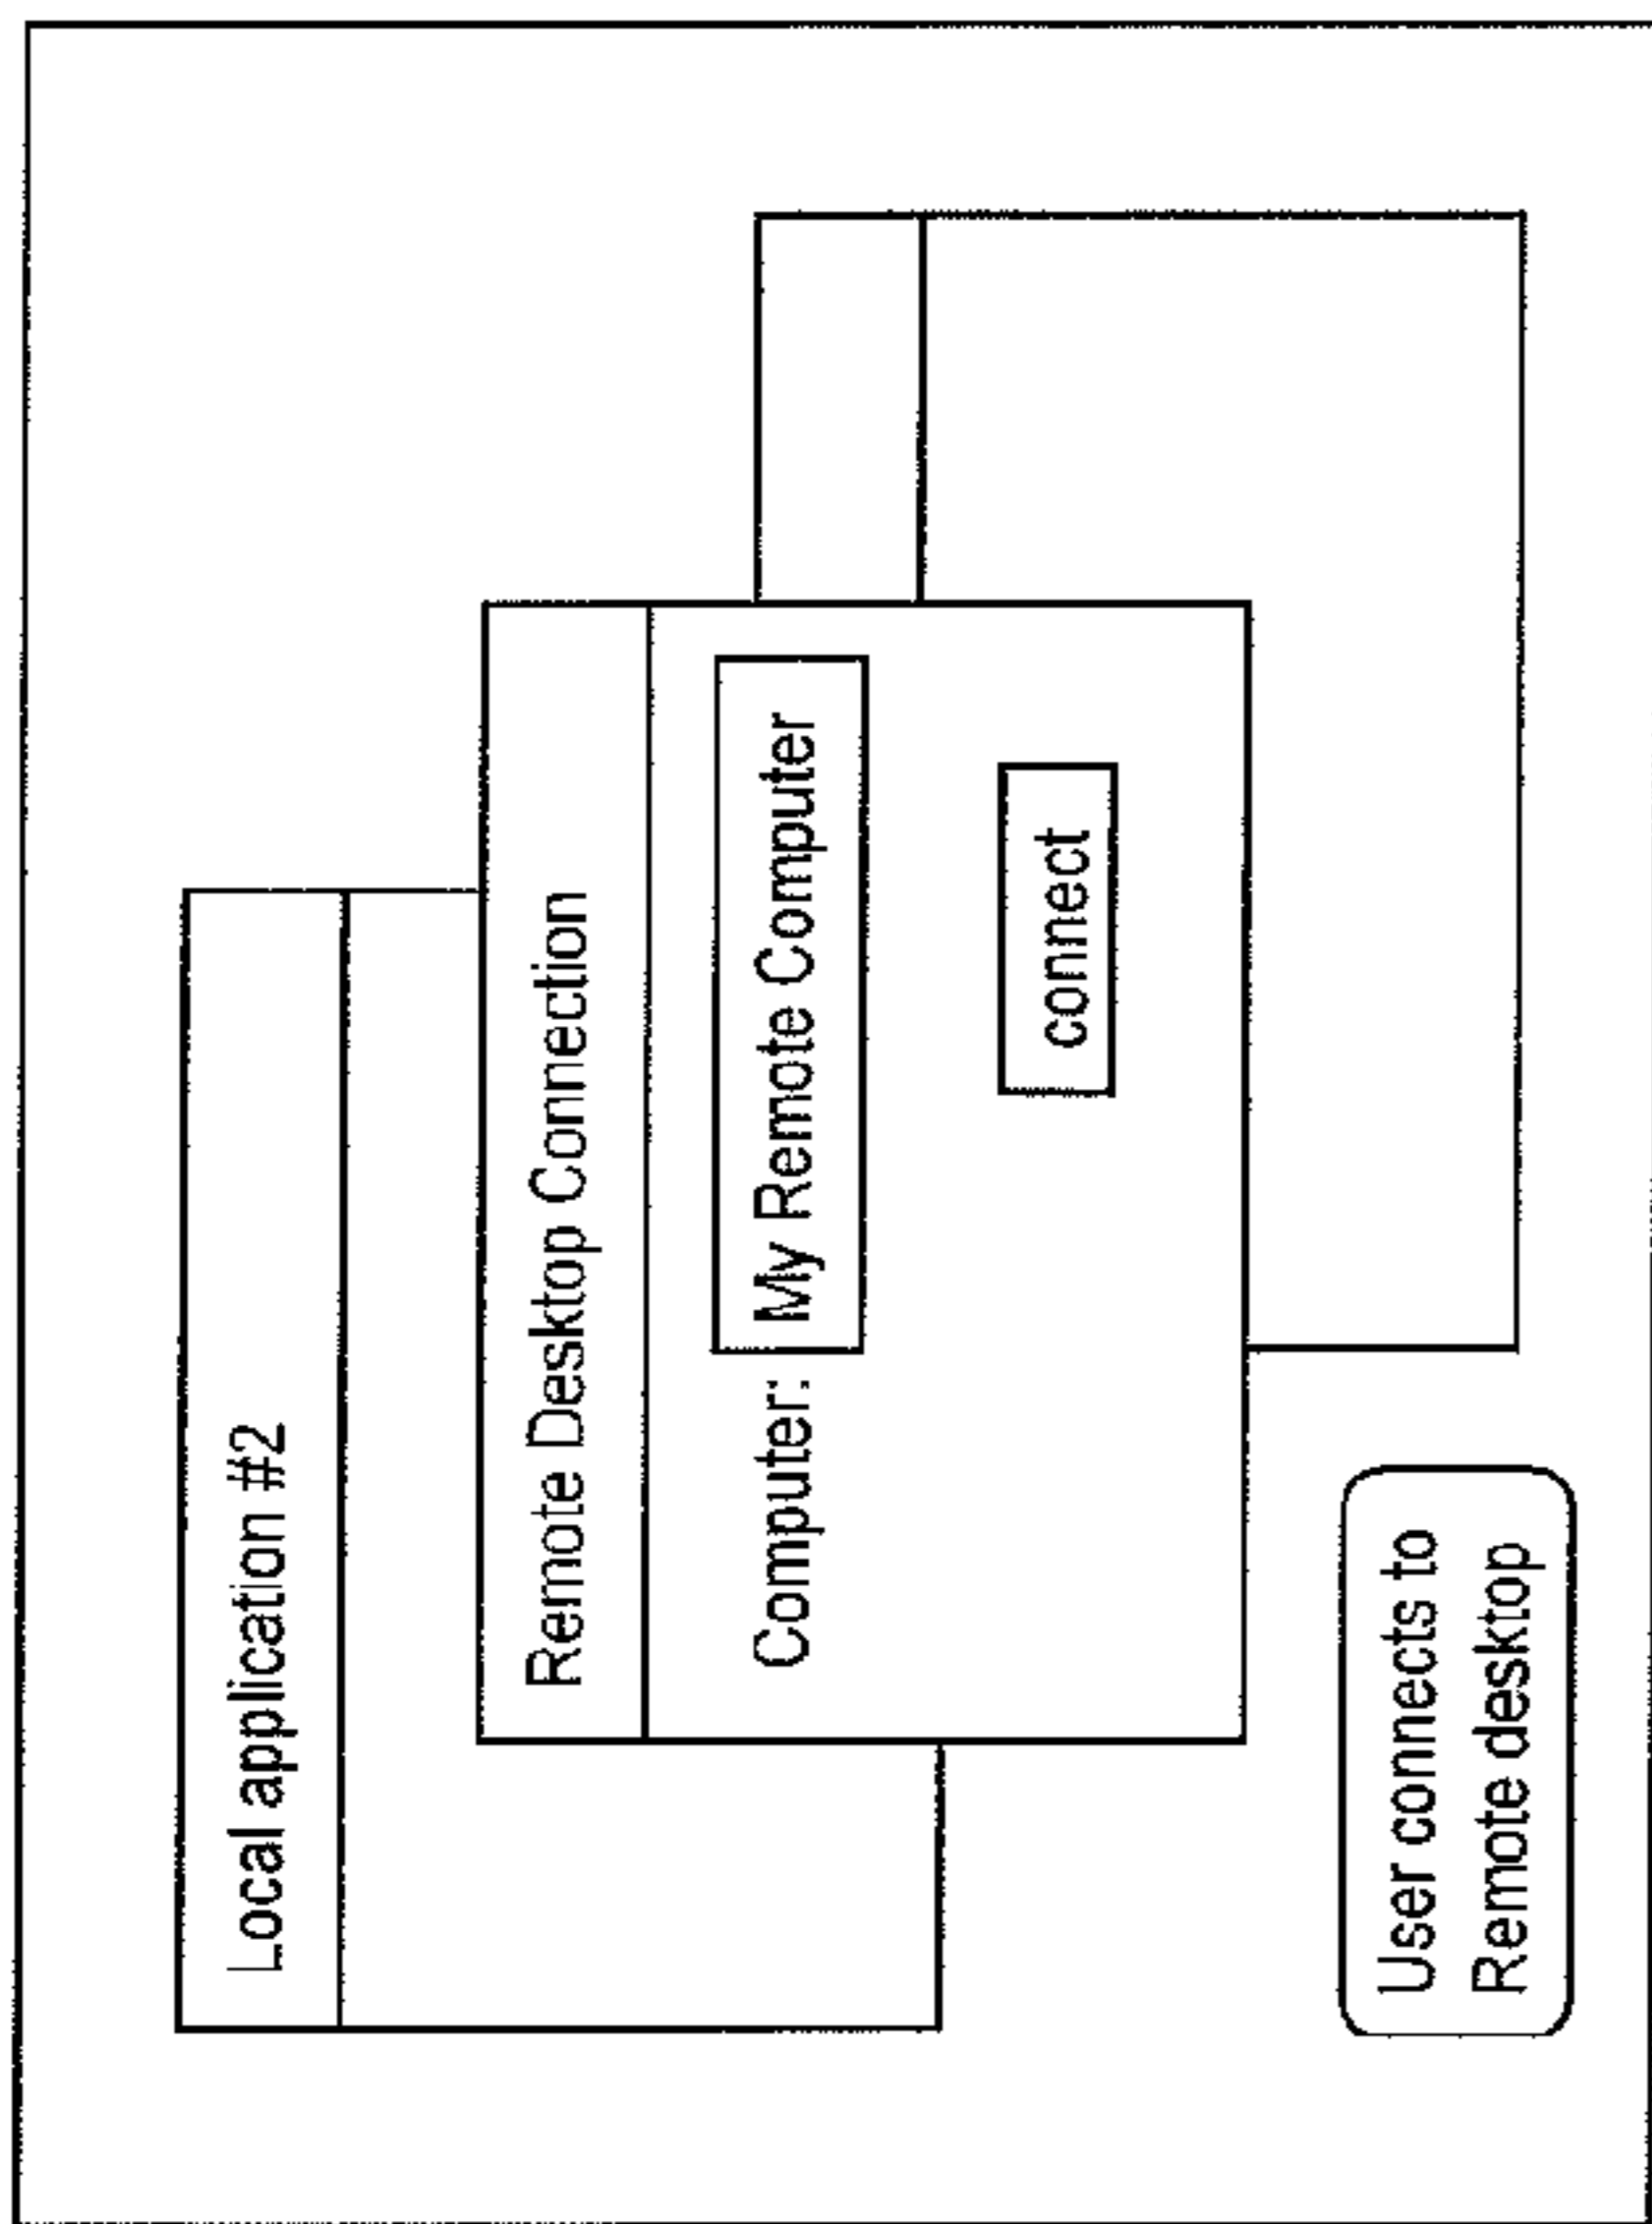 Local application #2
Remote Desktop Connection
Computer: My Remote Computer
connect
User connects to
Remote desktop